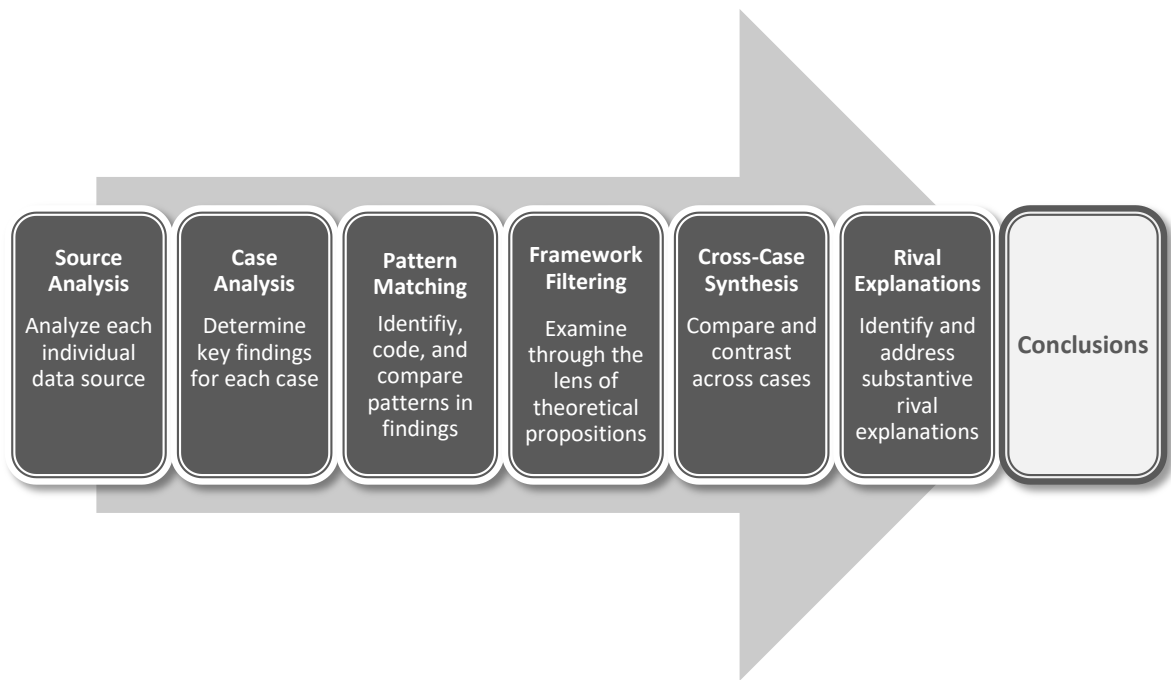 Source
Analysis
Analyze each
individual
data source
Case
Analysis
Determine
key findings
for each case
Pattern
Matching
Identifiy,
code, and
compare
patterns in
findings
Framework
Filtering
Examine
through the
lens of
theoretical
propositions
Cross-Case
Synthesis
Compare and
contrast
across cases
Rival
Explanations
Identify and
address
substantive
rival
explanations
Conclusions